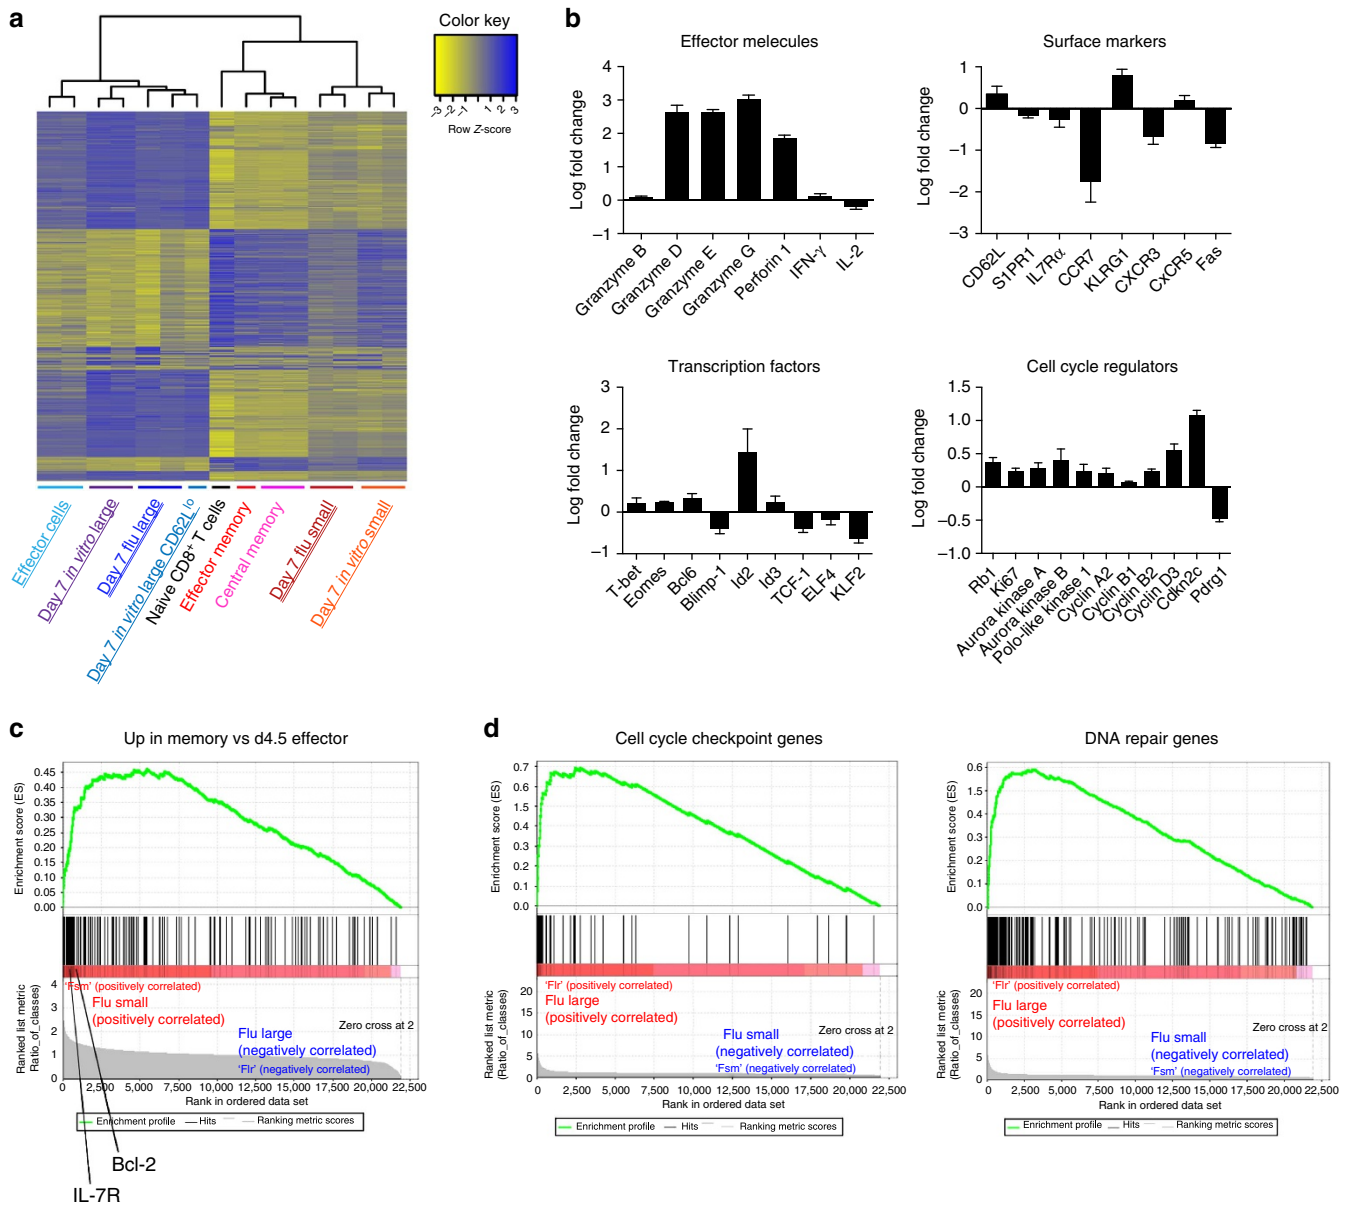 a
Color key
–3 –2 –1 1 2 3
Row Z-score
Effector cells
Day 7 in vitro large
Day 7 flu large
Day 7 in vitro large CD62L lo
Naive CD8+ T cells
Effector memory
Central memory
Day 7 flu small
Day 7 in vitro small
b
Effector melecules
Log fold change
4
3
2
1
0
–1
Granzyme B
Granzyme D
Granzyme E
Granzyme G
Perforin 1
IFN-γ
IL-2
Surface markers
Log fold change
1
0
–1
–2
–3
CD62L
S1PR1
IL7Rα
CCR7
KLRG1
CXCR3
CxCR5
Fas
Transcription factors
Log fold change
3
2
1
0
–1
T-bet
Eomes
Bcl6
Blimp-1
Id2
Id3
TCF-1
ELF4
KLF2
Cell cycle regulators
Log fold change
1.5
1.0
0.5
0
–0.5
–1.0
Rb1
Ki67
Aurora kinase A
Aurora kinase B
Polo-like kinase 1
Cyclin A2
Cyclin B1
Cyclin B2
Cyclin D3
Cdkn2c
Pdrg1
c
Up in memory vs d4.5 effector
Enrichment score (ES)
0.45
0.40
0.35
0.30
0.25
0.20
0.15
0.10
0.05
0.00
Ranked list metric
Ratio_of_classes)
4
3
2
1
0
'Fsm' (positively correlated)
Flu small
(positively correlated)
Zero cross at 2
Flu large
(negatively correlated)
'Flr' (negatively correlated)
0 2,500 5,000 7,500 10,000 12,500 15,000 17,500 20,000 22,500
Rank in ordered data set
Enrichment profile Hits Ranking metric scores
Bcl-2
IL-7R
d
Cell cycle checkpoint genes
Enrichment score (ES)
0.7
0.6
1.5
0.4
0.3
0.2
0.1
0.0
Ranked list metric
(Ratio_of_classes)
20
15
10
5
0
'Flr' (positively correlated)
Flu large
(positively correlated)
Zero cross at 2
Flu small
(negatively correlated)
'Fsm' (negatively correlated)
0 2,500 5,000 7,500 10,000 12,500 15,000 17,500 20,000 22,500
Rank in ordered data set
Enrichment profile Hits Ranking metric scores
DNA repair genes
Enrichment score (ES)
0.6
1.5
0.4
0.3
0.2
0.1
0.0
Ranked list metric
(Ratio_of_classes)
20
15
10
5
0
'Flr' (positively correlated)
Flu large
(positively correlated)
Zero cross at 2
Flu small
(negatively correlated)
'Fsm' (negatively correlated)
0 2,500 5,000 7,500 10,000 12,500 15,000 17,500 20,000 22,500
Rank in ordered data set
Enrichment profile Hits Ranking metric scores